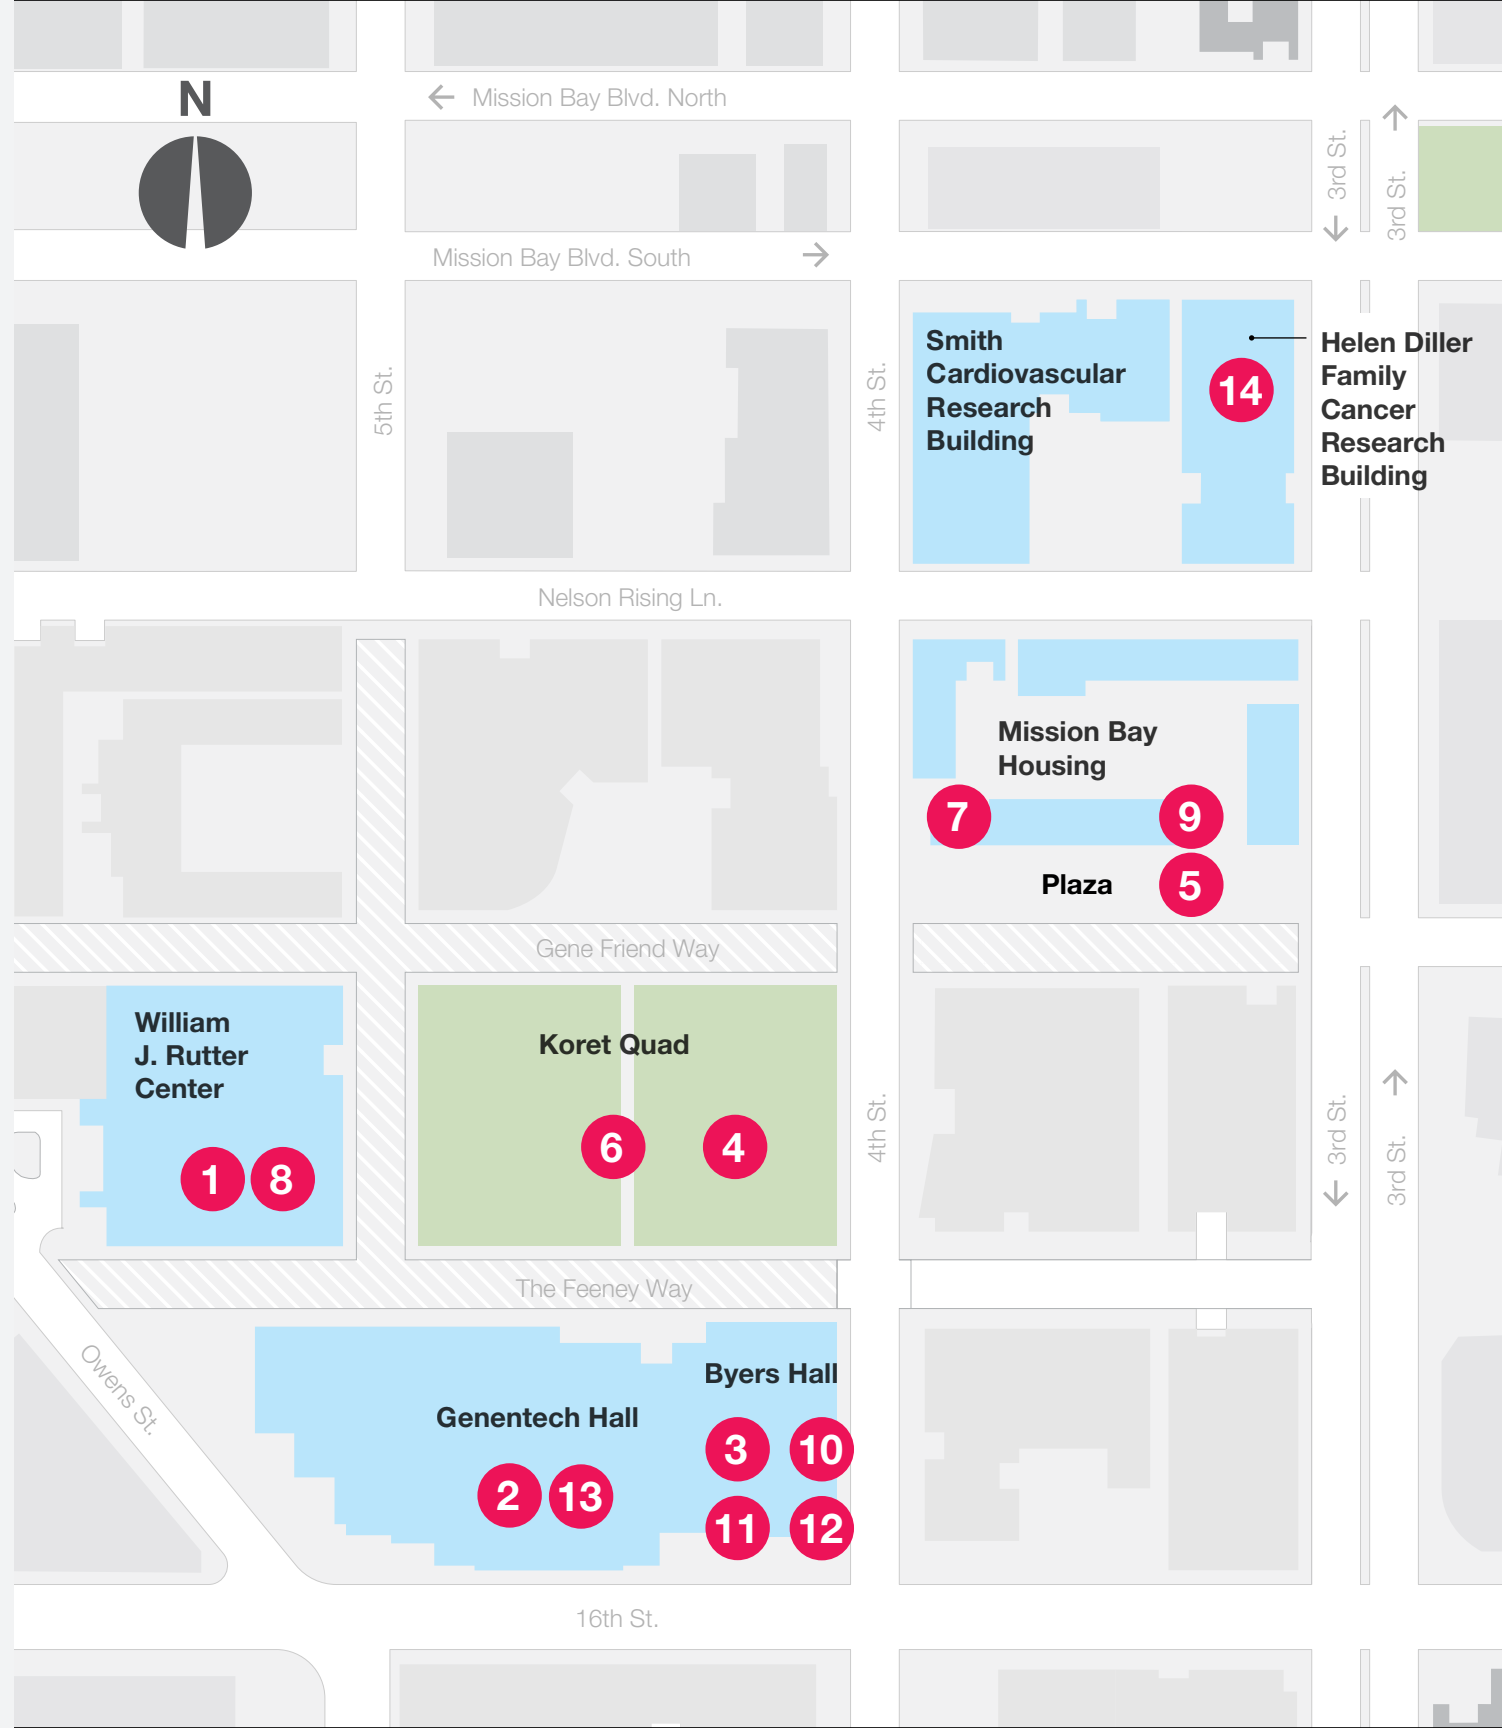 N
Mission Bay Blvd. North
3rd St.
3rd St.
Mission Bay Blvd. South
5th St.
4th St.
Smith
Cardiovascular
Research
Building
14
Helen Diller
Family
Cancer
Research
Building
Nelson Rising Ln.
Mission Bay
Housing
7
9
Plaza
5
Gene Friend Way
William
J. Rutter
Center
1
8
Koret Quad
6
4
4th St.
3rd St.
3rd St.
The Feeney Way
Owens St.
Genentech Hall
2
13
Byers Hall
3
10
11
12
16th St.